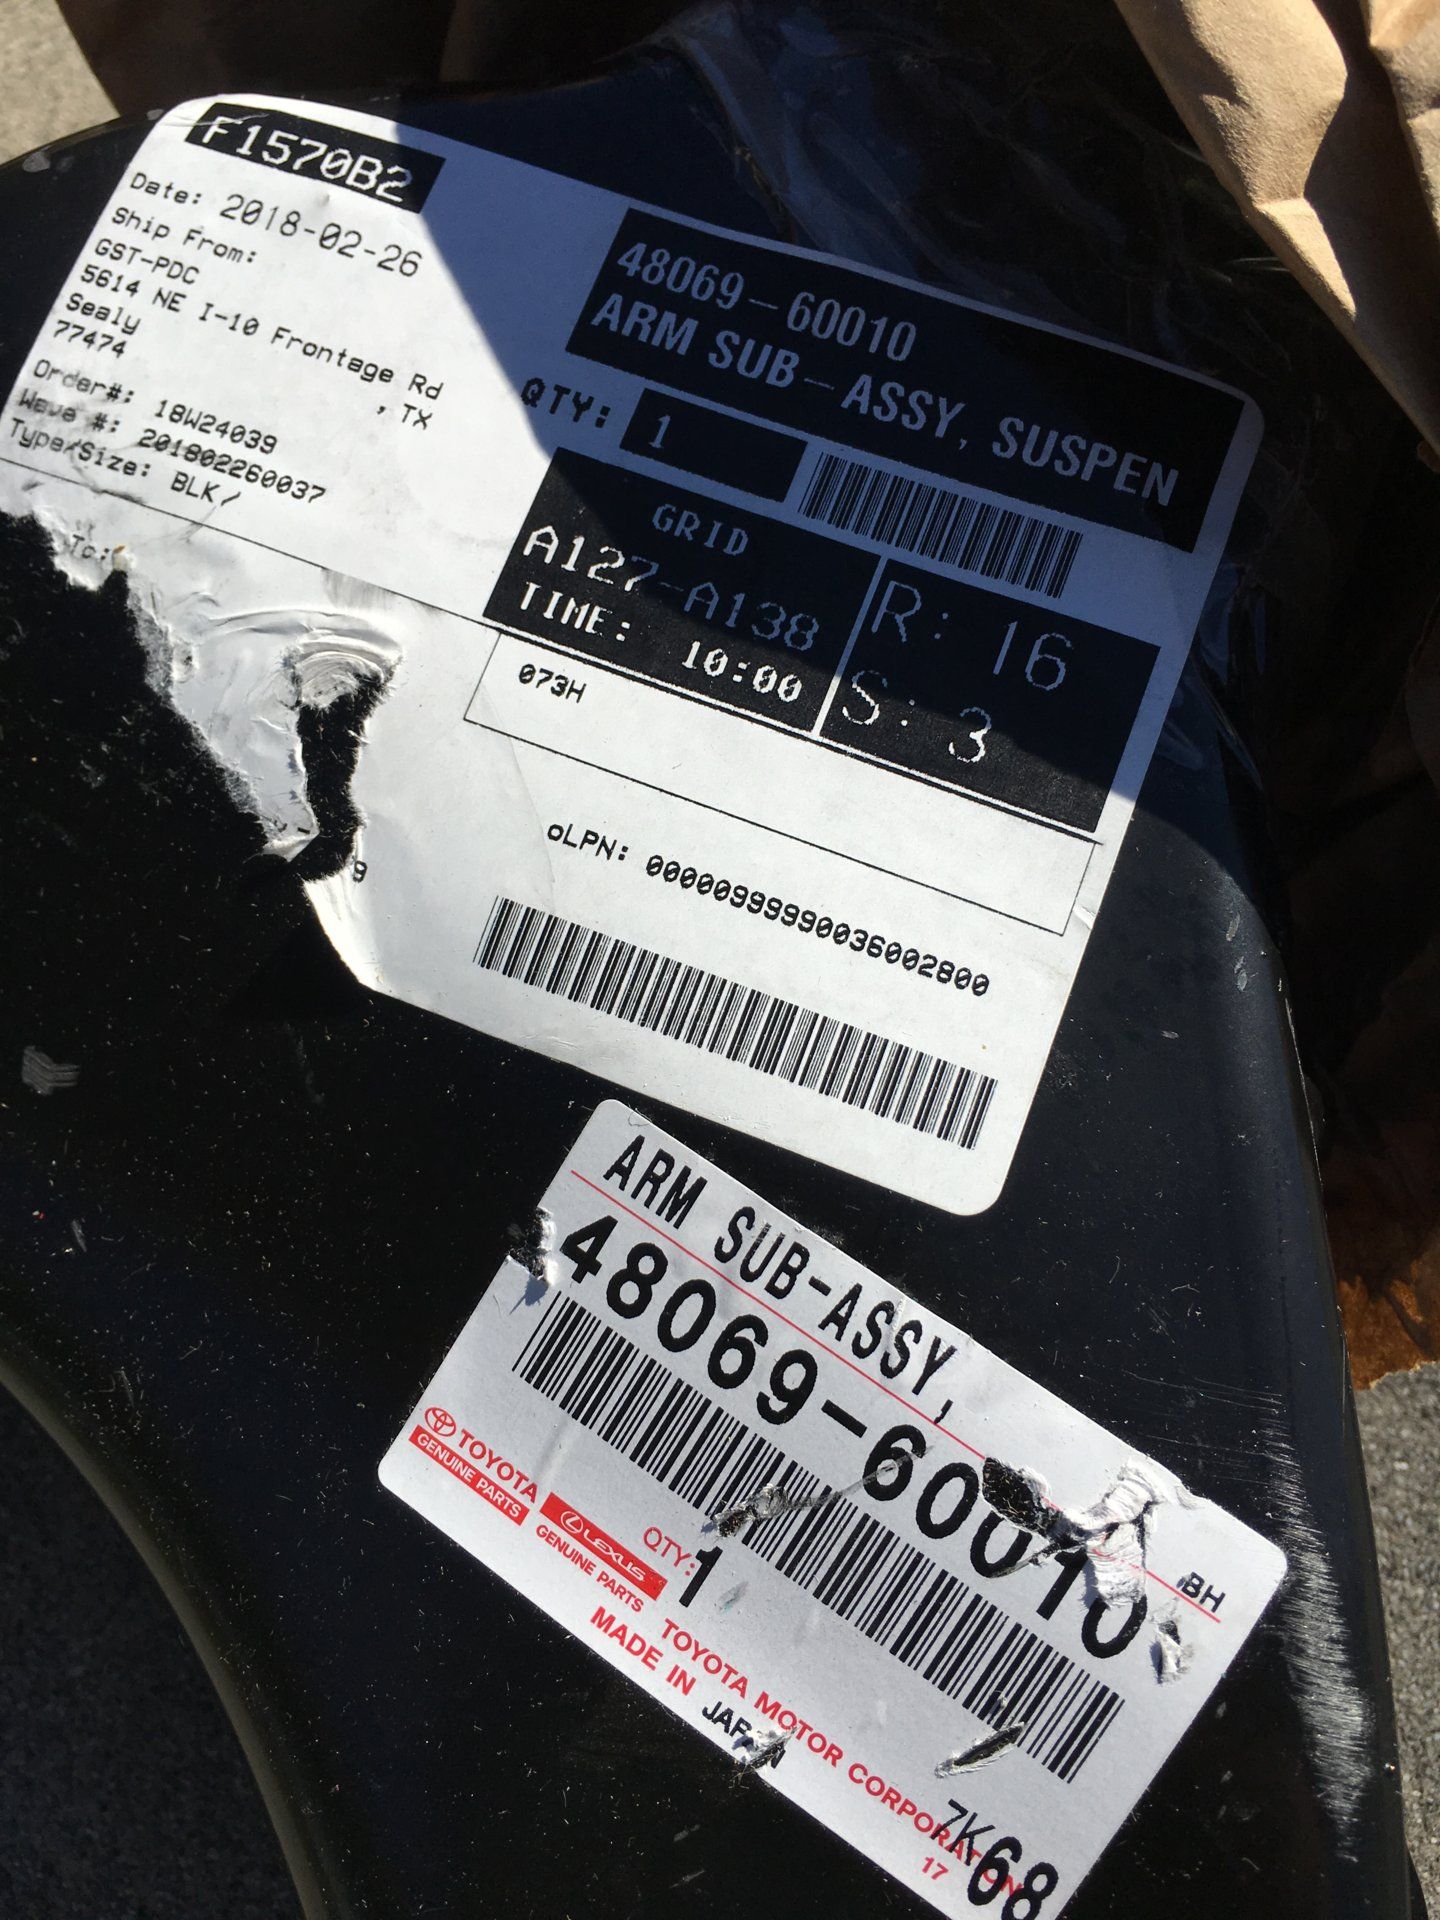 F1570B2
Date: 2018-02-26
Ship From:
GST-PDC
5614 NE I-10 Frontage Rd
Sealy , TX
77474
Order#: 18W24039
Wave #: 201802260037
Type/Size: BLK/
To:
9
48069-60010
ARM SUB-ASSY, SUSPEN
QTY: 1
GRID
A127-A138
TIME: 10:00
R: 16
S: 3
073H
oLPN: 00000999990036002800
ARM SUB-ASSY,
48069-60010
BH
TOYOTA
GENUINE PARTS
LEXUS
GENUINE PARTS
QTY: 1
TOYOTA MOTOR CORPORATION
MADE IN JAPAN
17
7K68